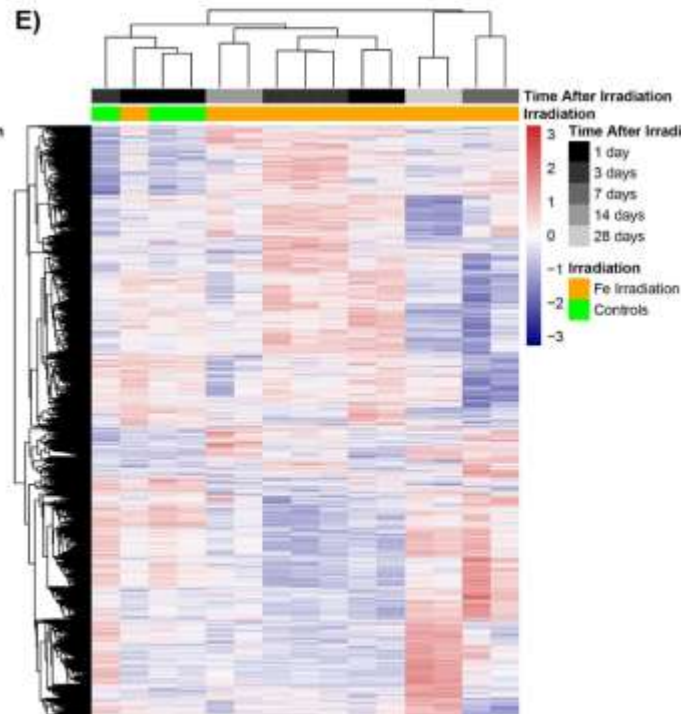 E)
Time After Irradiation
Irradiation
n
3
2
1
0
−1
−2
−3
Time After Irradi
1 day
3 days
7 days
14 days
28 days
Irradiation
Fe Irradiation
Controls